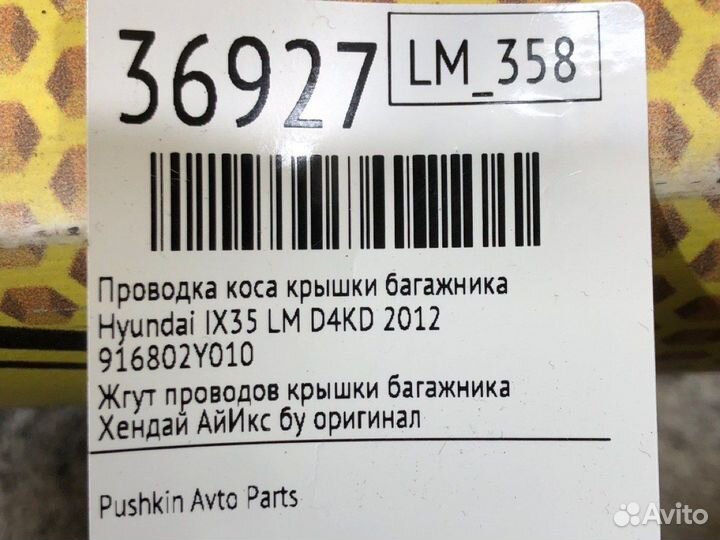 36927
LM_358
Проводка коса крышки багажника
Hyundai IX35 LM D4KD 2012
916802Y010
Жгут проводов крышки багажника
Хендай АйИкс бу оригинал
Pushkin Avto Parts
Avito